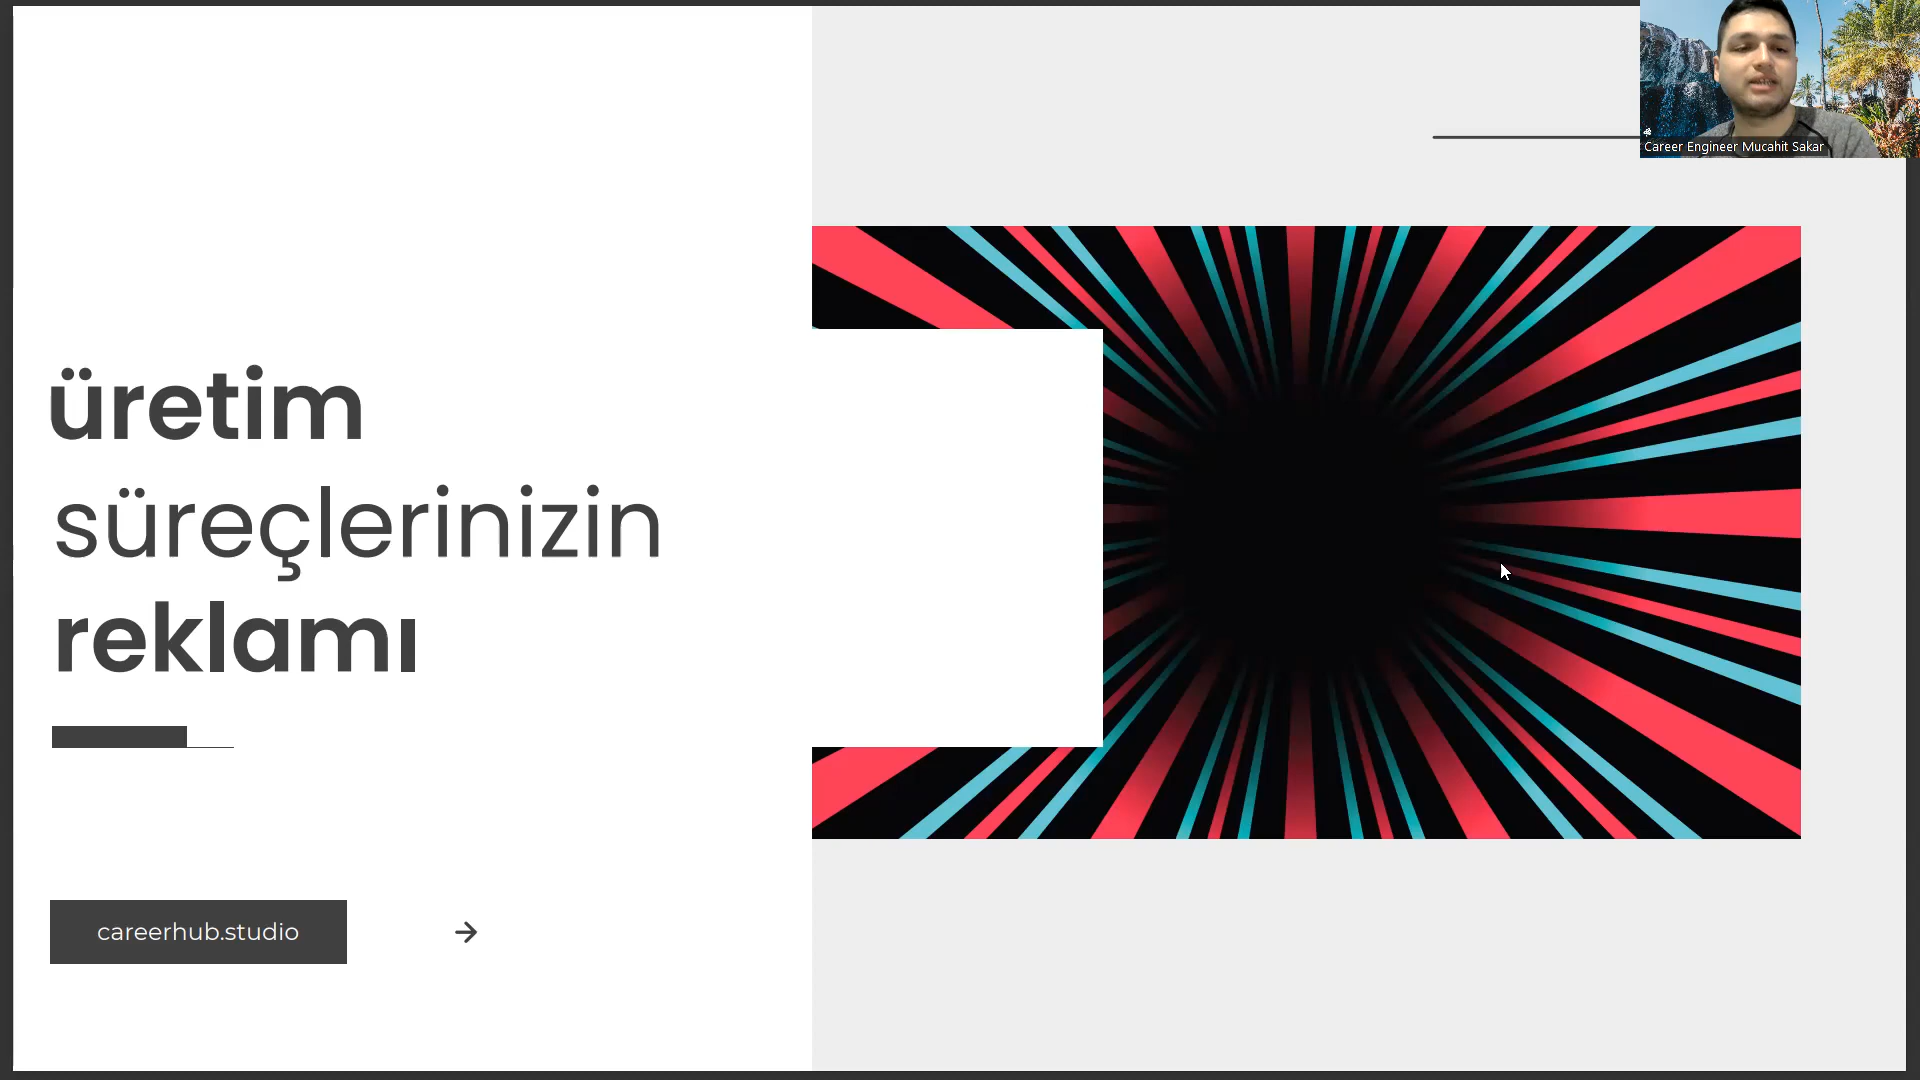 Career Engineer Mucahit Sakar
üretim
süreçlerinizin
reklamı
careerhub.studio